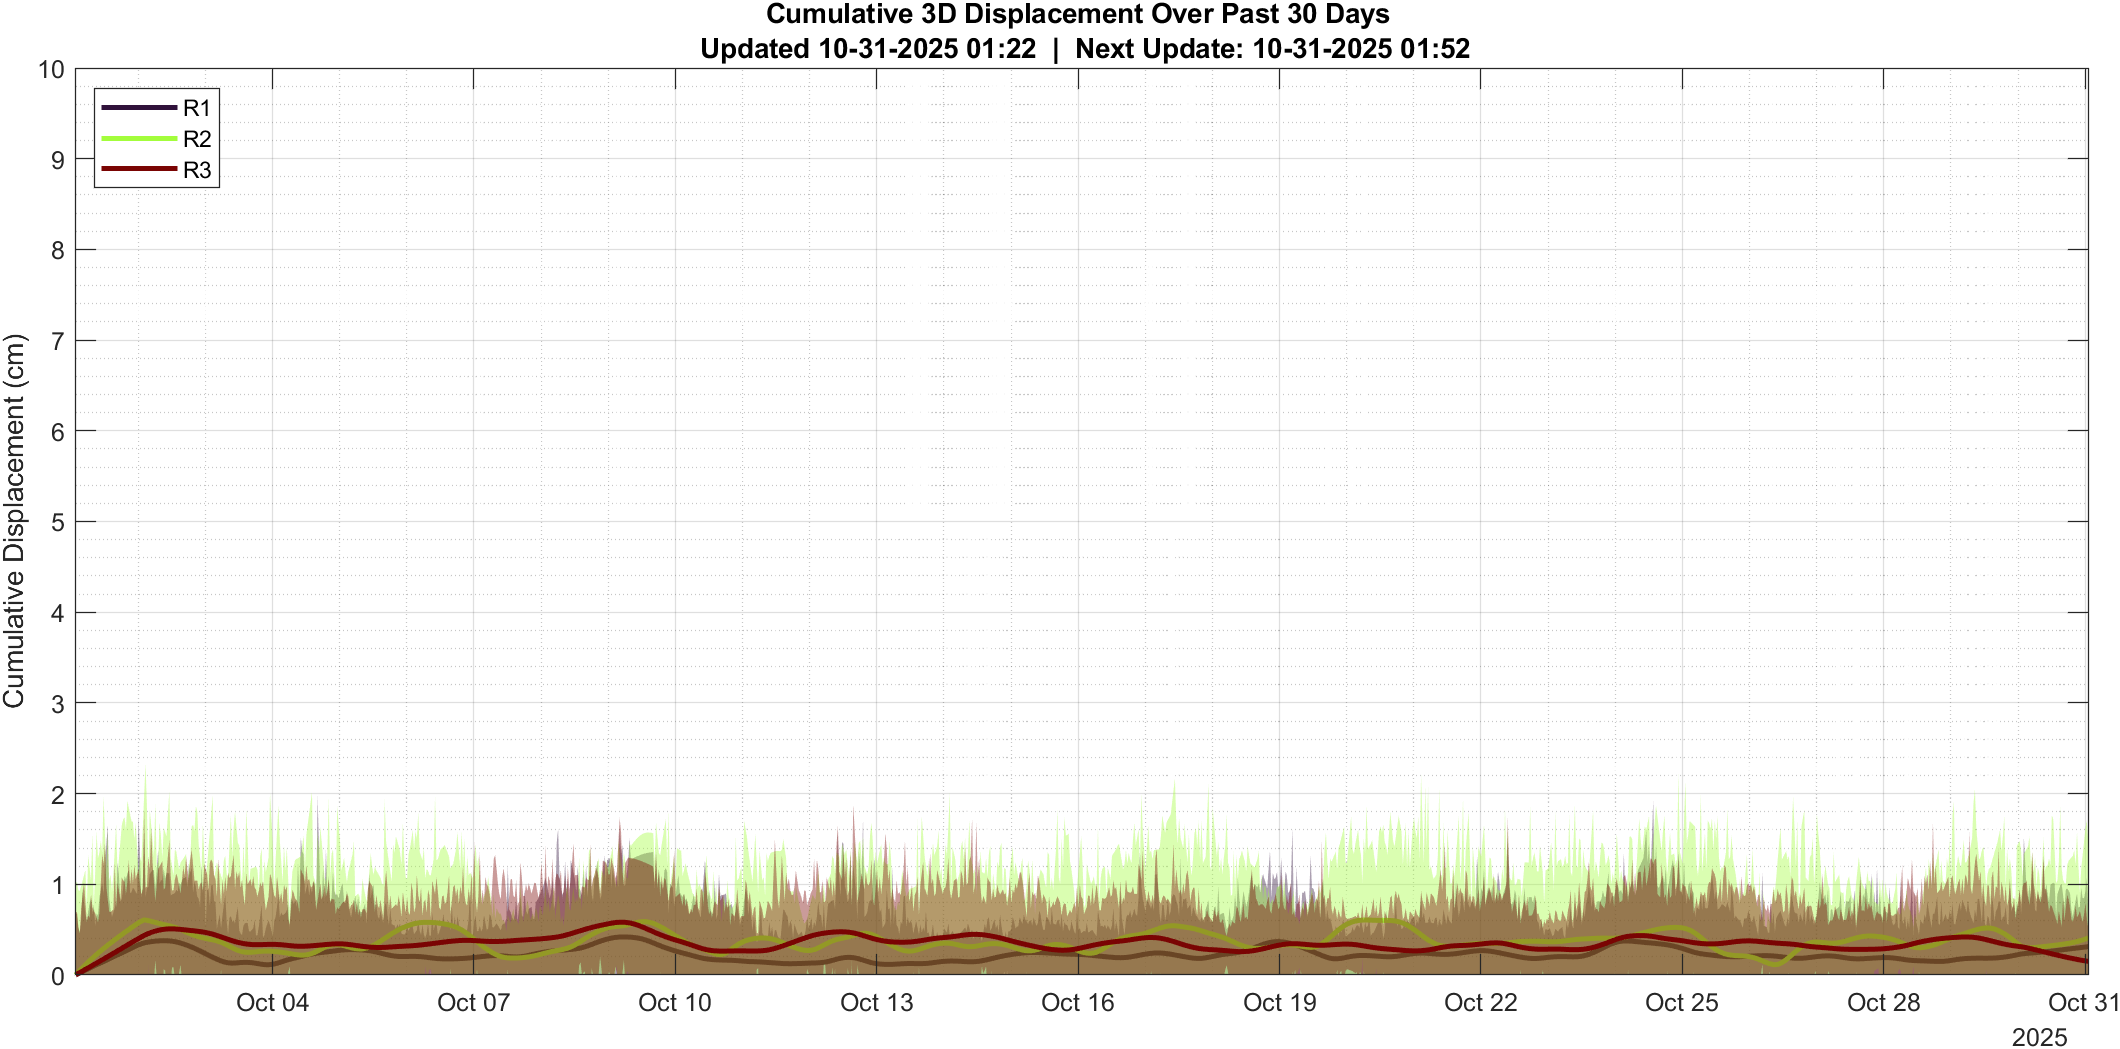 Cumulative 3D Displacement Over Past 30 Days
Updated 10-31-2025 01:22 | Next Update: 10-31-2025 01:52
R1
R2
R3
Cumulative Displacement (cm)
10
9
8
7
6
5
4
3
2
1
0
Oct 04 Oct 07 Oct 10 Oct 13 Oct 16 Oct 19 Oct 22 Oct 25 Oct 28 Oct 31
2025